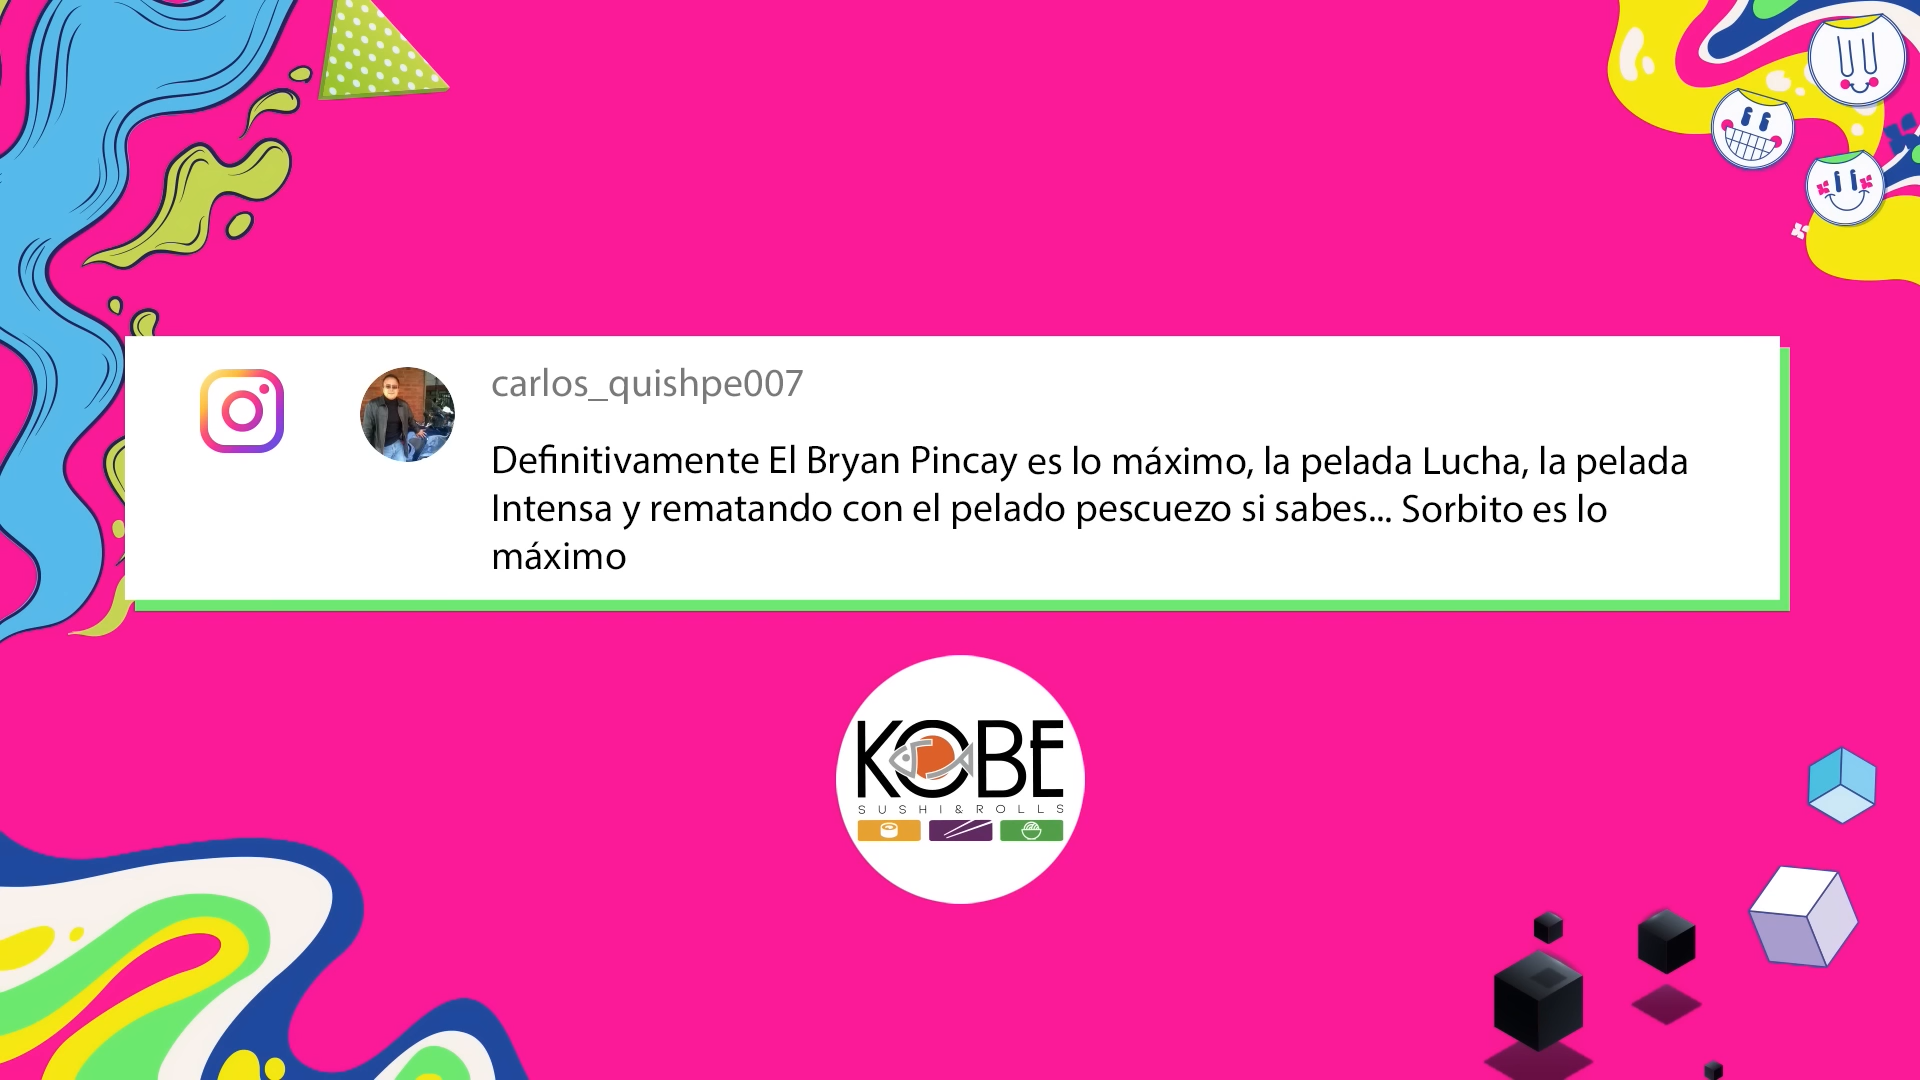 carlos_quishpe007
Definitivamente El Bryan Pincay es lo máximo, la pelada Lucha, la pelada
Intensa y rematando con el pelado pescuezo si sabes... Sorbito es lo
máximo
KOBE
SUSHI&ROLLS